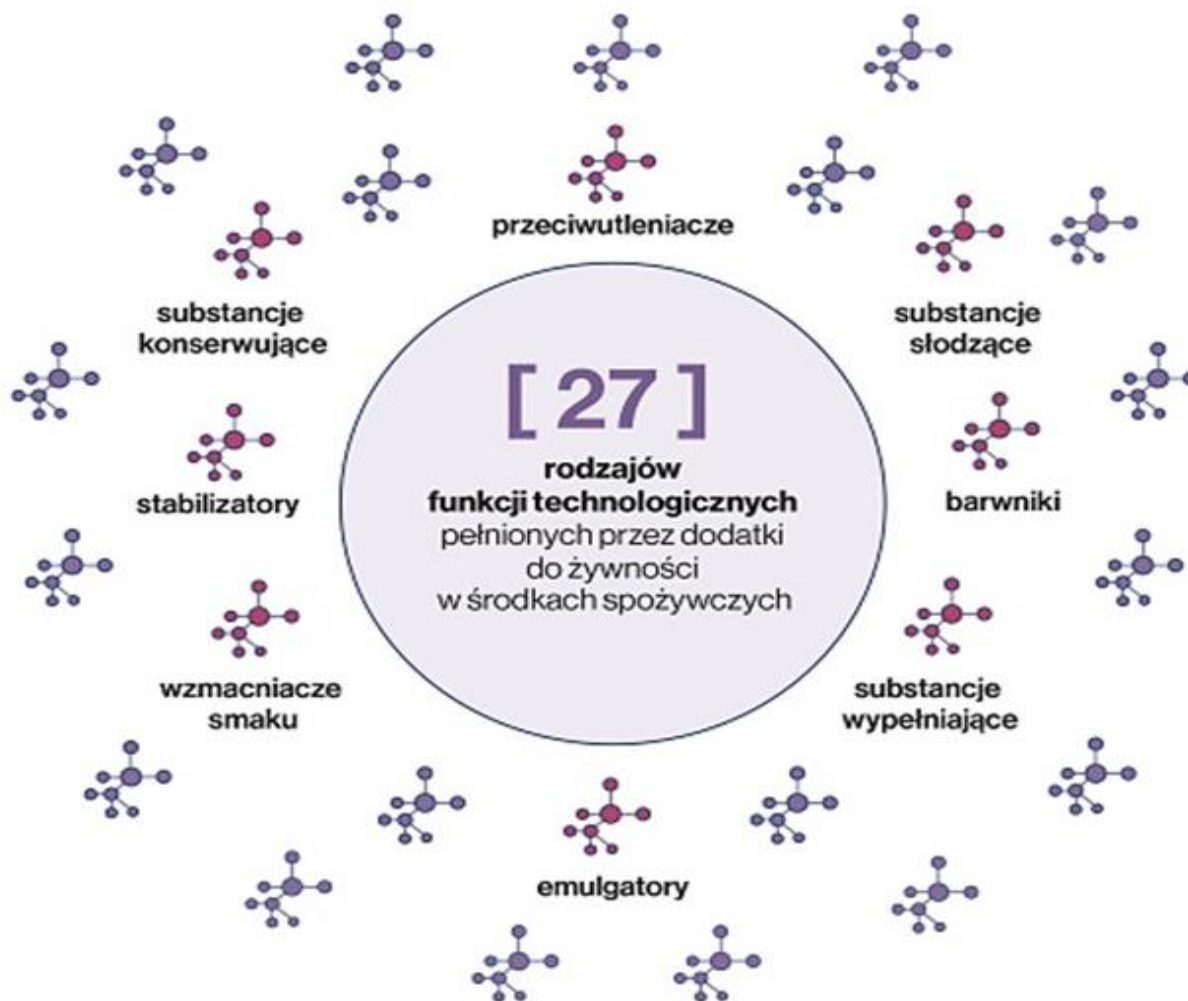 przeciwutleniacze
substancje
konserwujące
substancje
słodzące
[ 27 ]
rodzajów
funkcji technologicznych
pełnionych przez dodatki
do żywności
w środkach spożywczych
stabilizatory
barwniki
wzmacniacze
smaku
substancje
wypełniające
emulgatory